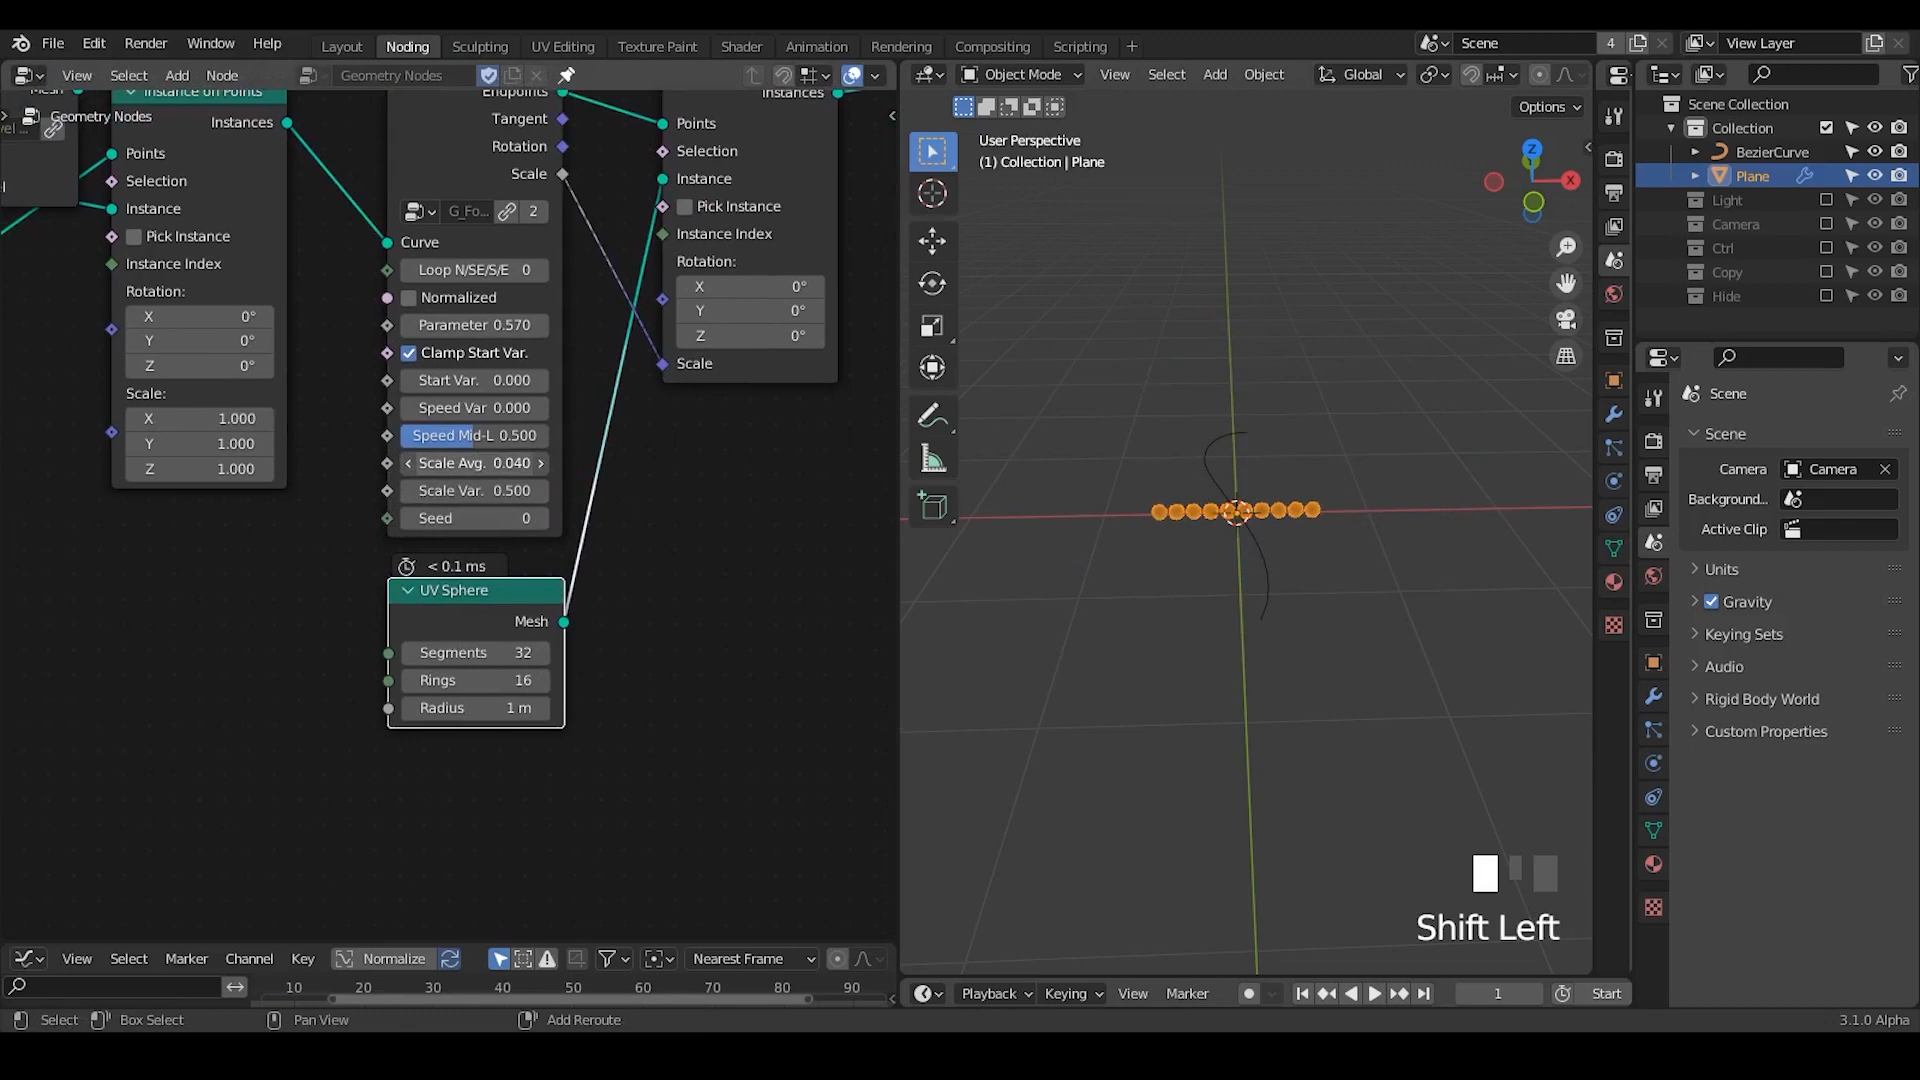 File Edit Render Window Help
Layout Noding Sculpting UV Editing Texture Paint Shader Animation Rendering Compositing Scripting +
Scene 4 View Layer
View Select Add Node Geometry Nodes
Object Mode View Select Add Object Global
Options
Instance on Points
Geometry Nodes
Instances
Points
Selection
Instance
Pick Instance
Instance Index
Rotation:
X 0°
Y 0°
Z 0°
Scale:
X 1.000
Y 1.000
Z 1.000
Endpoints
Tangent
Rotation
Scale
G_Fo... 2
Curve
Loop N/SE/S/E 0
Normalized
Parameter 0.570
Clamp Start Var.
Start Var. 0.000
Speed Var 0.000
Speed Mid-L 0.500
Scale Avg. 0.040
Scale Var. 0.500
Seed 0
< 0.1 ms
UV Sphere
Mesh
Segments 32
Rings 16
Radius 1 m
Instances
Points
Selection
Instance
Pick Instance
Instance Index
Rotation:
X 0°
Y 0°
Z 0°
Scale
User Perspective
(1) Collection | Plane
Z
X
Shift Left
Scene Collection
Collection
BezierCurve
Plane
Light
Camera
Ctrl
Copy
Hide
Scene
Scene
Camera Camera
Background...
Active Clip
Units
Gravity
Keying Sets
Audio
Rigid Body World
Custom Properties
View Select Marker Channel Key Normalize Nearest Frame
10 20 30 40 50 60 70 80 90
Playback Keying View Marker 1 Start
Select Box Select Pan View Add Reroute 3.1.0 Alpha